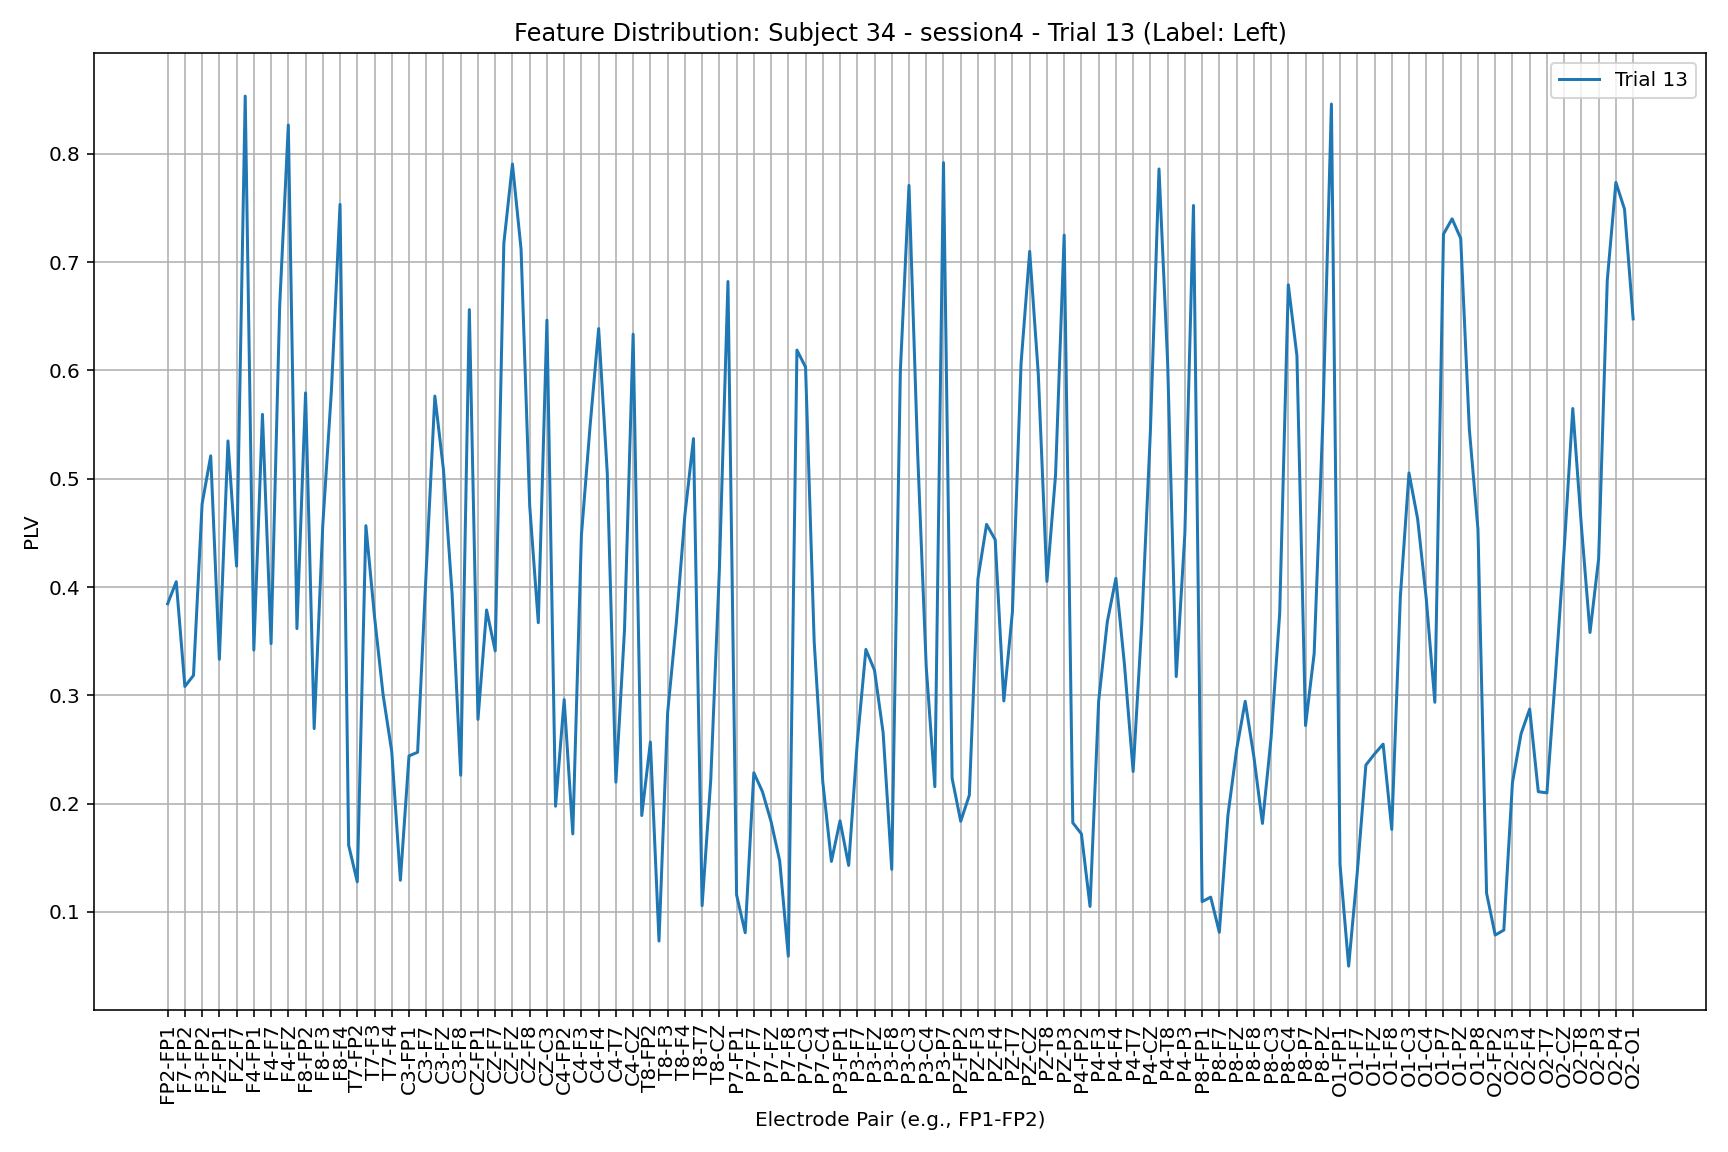 Feature Distribution: Subject 34 - session4 - Trial 13 (Label: Left)
Trial 13
PLV
0.8
0.7
0.6
0.5
0.4
0.3
0.2
0.1
FP2-FP1
F7-FP2
F3-FP2
FZ-FP1
FZ-F7
F4-FP1
F4-F7
F4-FZ
F8-FP2
F8-F3
F8-F4
T7-FP2
T7-F3
T7-F4
C3-FP1
C3-F7
C3-FZ
C3-F8
CZ-FP1
CZ-F7
CZ-FZ
CZ-F8
CZ-C3
C4-FP2
C4-F3
C4-F4
C4-T7
C4-CZ
T8-FP2
T8-F3
T8-F4
T8-T7
T8-CZ
P7-FP1
P7-F7
P7-FZ
P7-F8
P7-C3
P7-C4
P3-FP1
P3-F7
P3-FZ
P3-F8
P3-C3
P3-C4
P3-P7
PZ-FP2
PZ-F3
PZ-F4
PZ-T7
PZ-CZ
PZ-T8
PZ-P3
P4-FP2
P4-F3
P4-F4
P4-T7
P4-CZ
P4-T8
P4-P3
P8-FP1
P8-F7
P8-FZ
P8-F8
P8-C3
P8-C4
P8-P7
P8-PZ
O1-FP1
O1-F7
O1-FZ
O1-F8
O1-C3
O1-C4
O1-P7
O1-PZ
O1-P8
O2-FP2
O2-F3
O2-F4
O2-T7
O2-CZ
O2-T8
O2-P3
O2-P4
O2-O1
Electrode Pair (e.g., FP1-FP2)